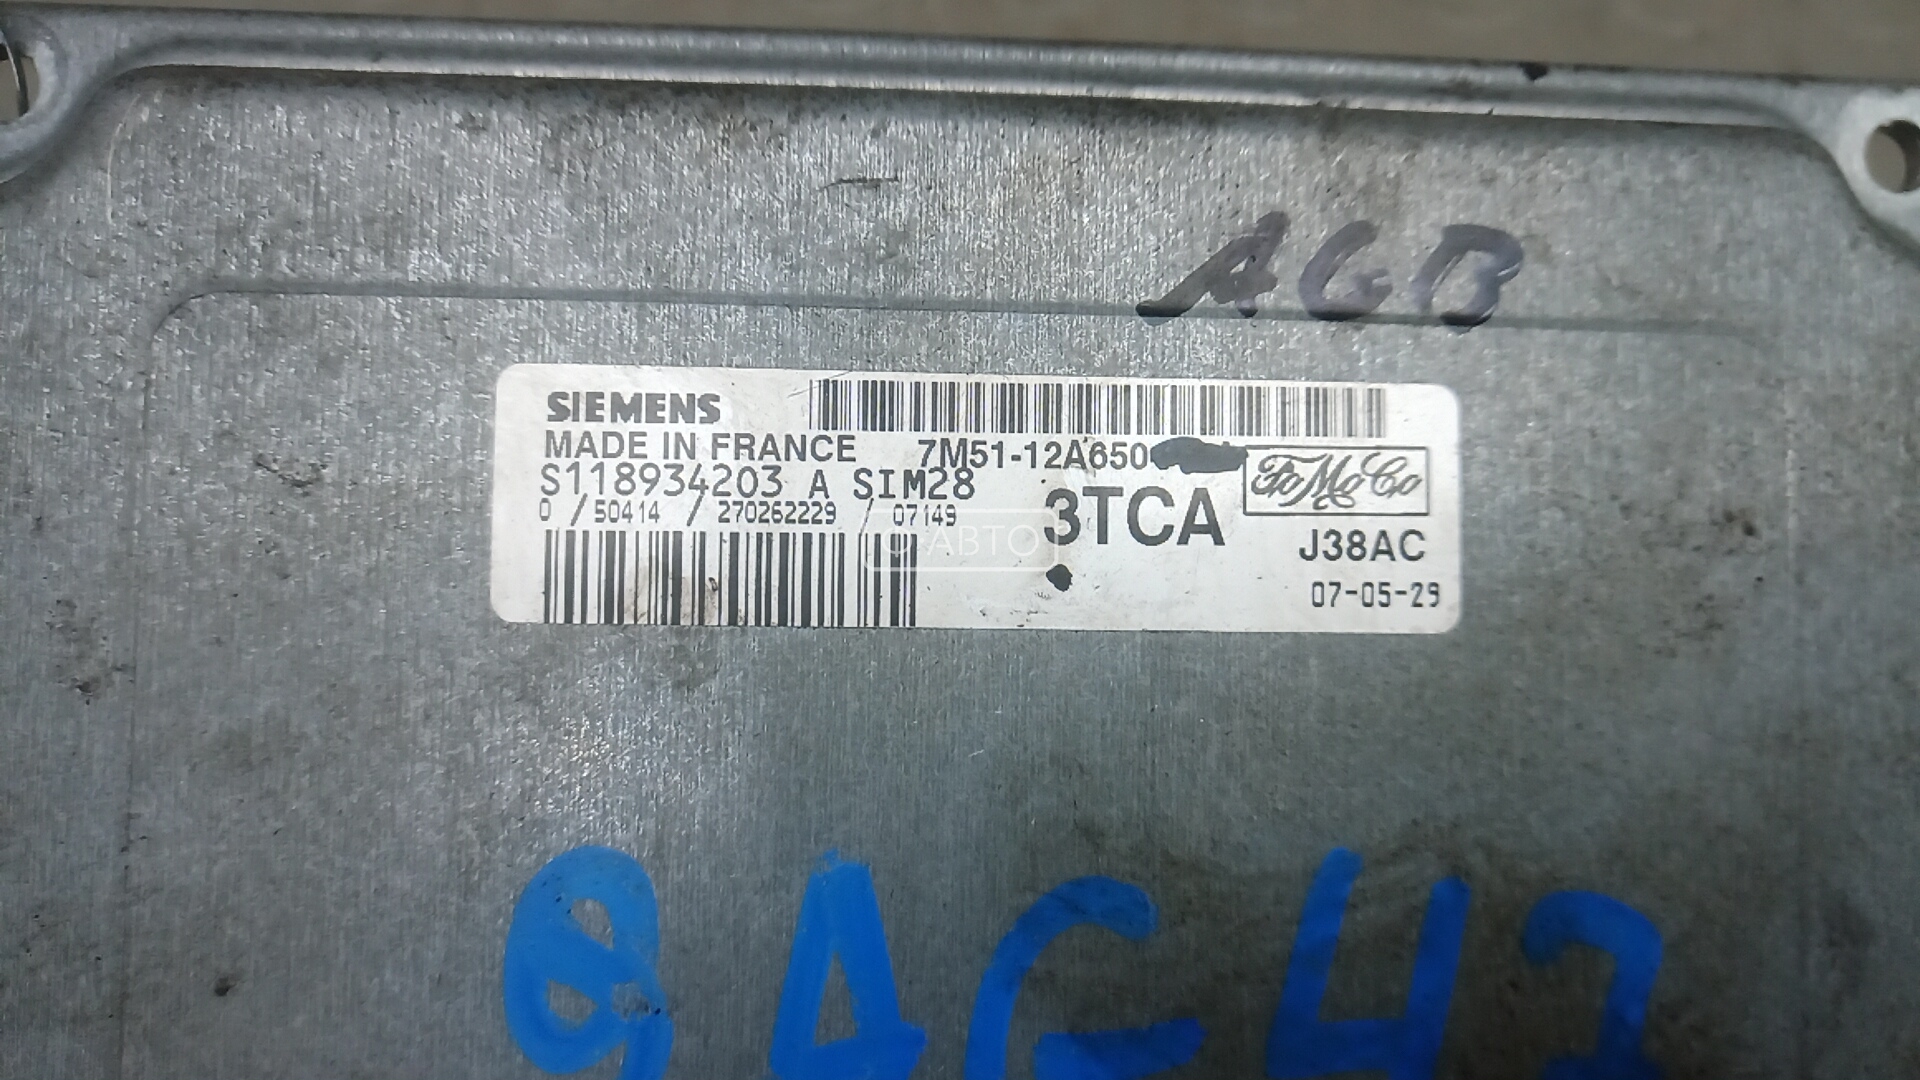 AGB
SIEMENS
MADE IN FRANCE 7M51-12A650
S118934203 A SIM28
FoMoCo
0 / 50414 / 270262229 / 07149
3TCA
J38AC
АВТО
07-05-29